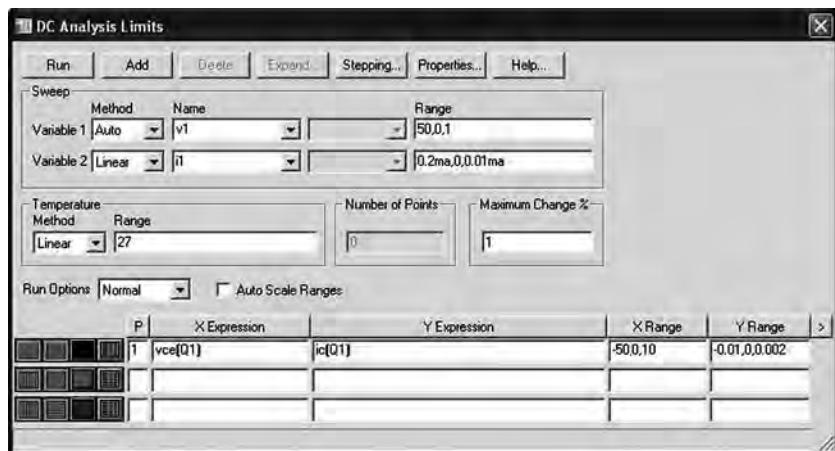 DC Analysis Limits
Run Add Delete Expand... Stepping... Properties... Help...
Sweep
Method Name Range
Variable 1 Auto v1 50,0,1
Variable 2 Linear i1 0.2ma,0,0.01ma
Temperature Number of Points Maximum Change %
Method Range
Linear 27 0 1
Run Options Normal Auto Scale Ranges
P X Expression Y Expression X Range Y Range >
1 vce(Q1) ic(Q1) -50,0,10 -0.01,0,0.002